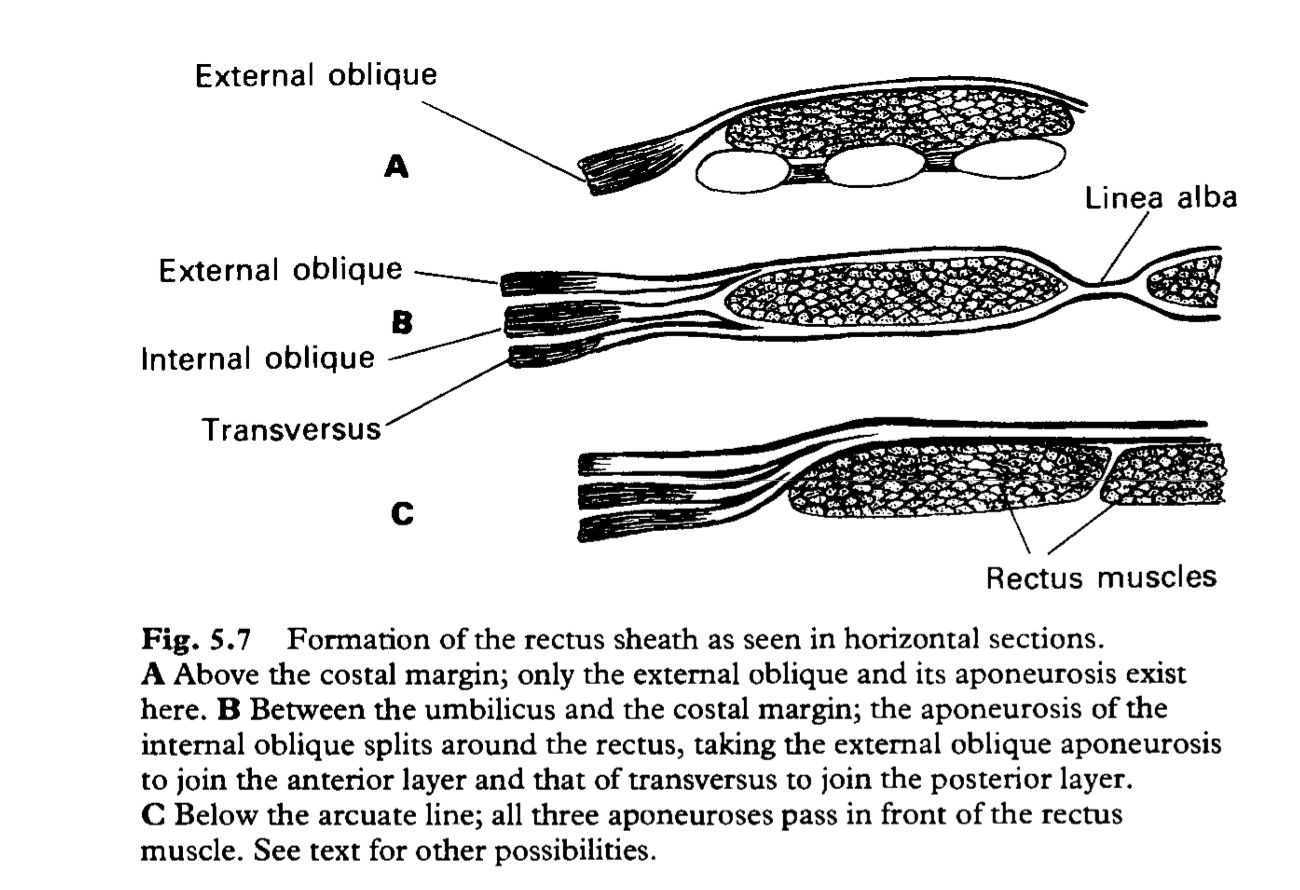 External oblique
A
Linea alba
External oblique
B
Internal oblique
Transversus
C
Rectus muscles
Fig. 5.7 Formation of the rectus sheath as seen in horizontal sections.
A Above the costal margin; only the external oblique and its aponeurosis exist
here. B Between the umbilicus and the costal margin; the aponeurosis of the
internal oblique splits around the rectus, taking the external oblique aponeurosis
to join the anterior layer and that of transversus to join the posterior layer.
C Below the arcuate line; all three aponeuroses pass in front of the rectus
muscle. See text for other possibilities.